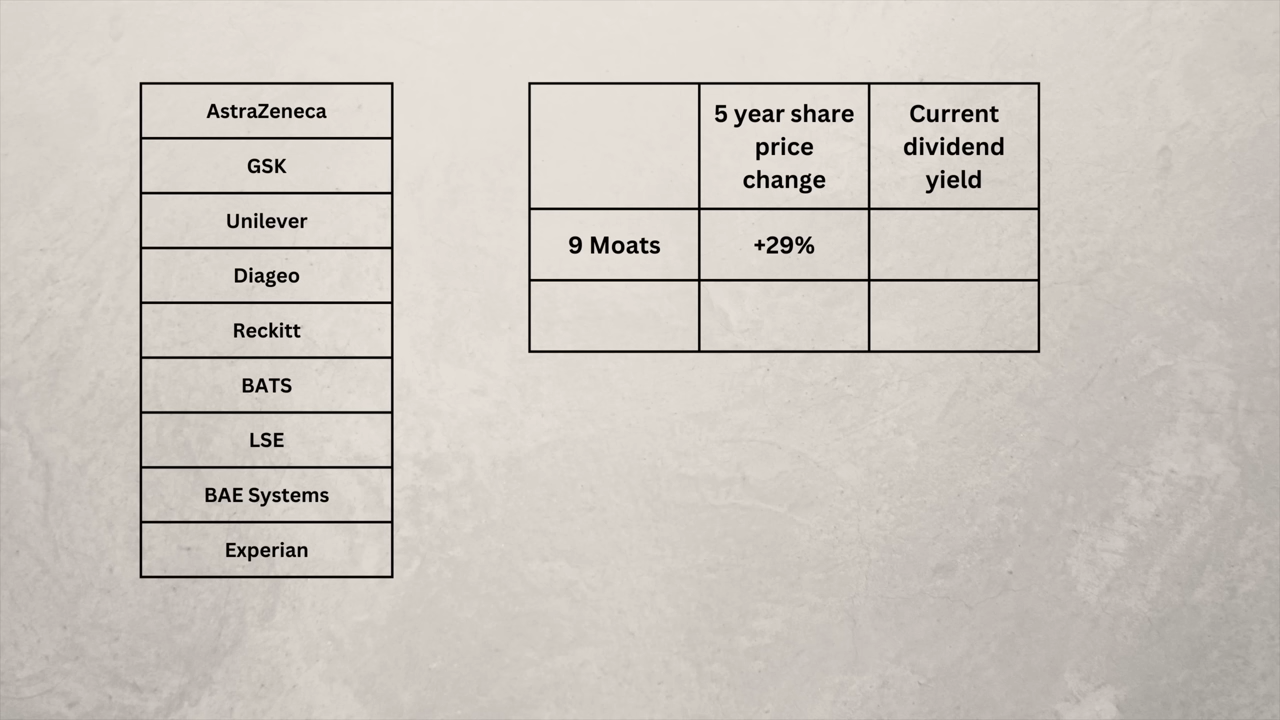 AstraZeneca
GSK
Unilever
Diageo
Reckitt
BATS
LSE
BAE Systems
Experian
5 year share
price
change
Current
dividend
yield
9 Moats
+29%